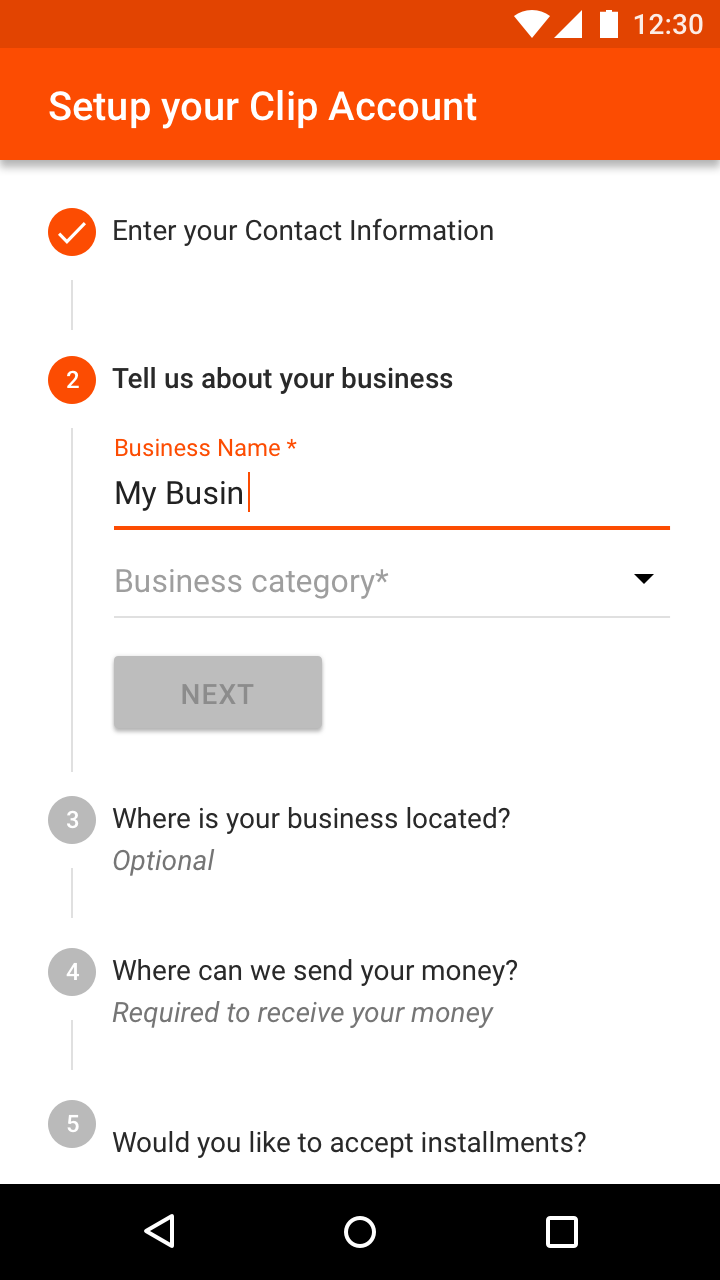 12:30
Setup your Clip Account
Enter your Contact Information
2 Tell us about your business
Business Name *
My Busin
Business category*
NEXT
3 Where is your business located?
Optional
4 Where can we send your money?
Required to receive your money
5 Would you like to accept installments?